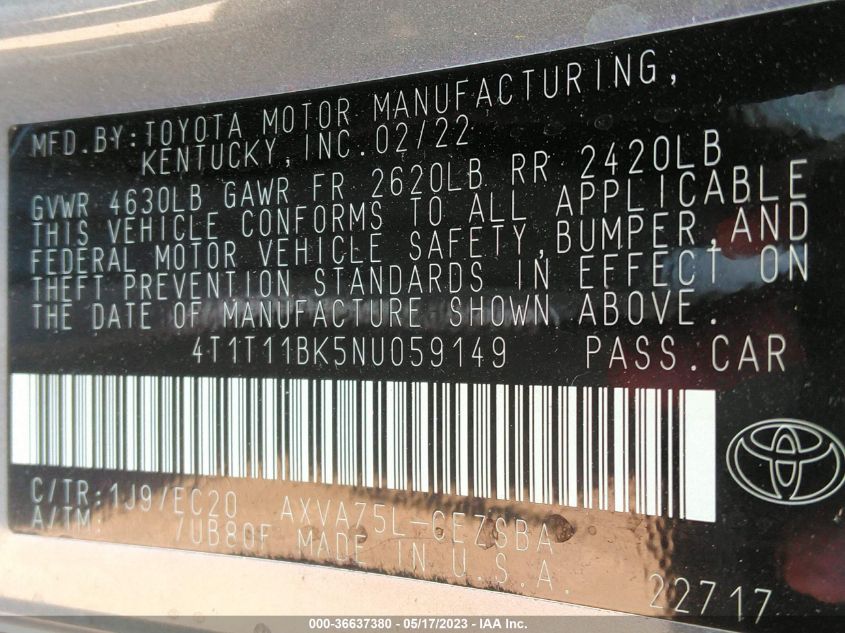 MFD.BY:TOYOTA MOTOR MANUFACTURING,
KENTUCKY,INC.02/22
GVWR 4630LB GAWR FR 2620LB RR 2420LB
THIS VEHICLE CONFORMS TO ALL APPLICABLE
FEDERAL MOTOR VEHICLE SAFETY,BUMPER,AND
THEFT PREVENTION STANDARDS IN EFFECT ON
THE DATE OF MANUFACTURE SHOWN ABOVE.
4T1T11BK5NU059149 PASS.CAR
C/TR:1J9/EC20 AXVA75L-CEZSBA
A/TM: 7UB80F MADE IN U.S.A.
22717
000-36637380 — 05/17/2023 — IAA Inc.